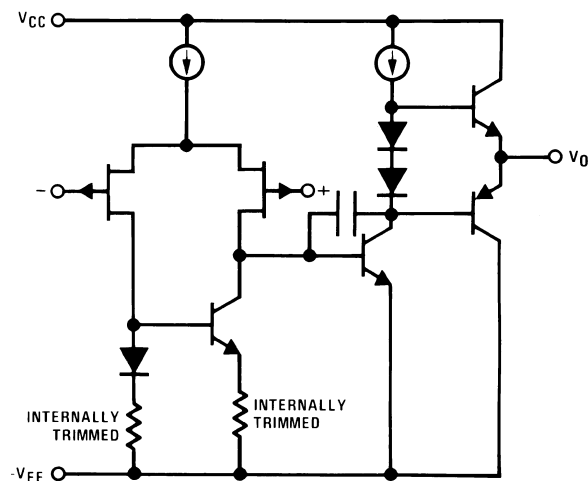 VCC
−
+
VO
INTERNALLY
TRIMMED
INTERNALLY
TRIMMED
-VEE